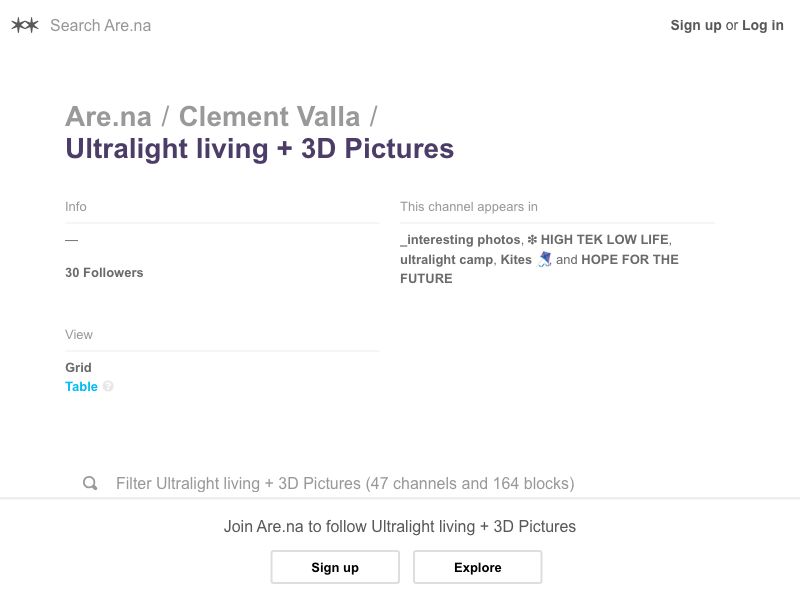 Search Are.na
Sign up or Log in
Are.na / Clement Valla /
Ultralight living + 3D Pictures
Info
—
30 Followers
This channel appears in
_interesting photos, ❇ HIGH TEK LOW LIFE,
ultralight camp, Kites 🪁 and HOPE FOR THE
FUTURE
View
Grid
Table ?
Filter Ultralight living + 3D Pictures (47 channels and 164 blocks)
Join Are.na to follow Ultralight living + 3D Pictures
Sign up
Explore